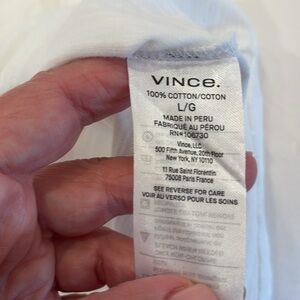 VINCE.
100% COTTON/COTON
L/G
MADE IN PERU
FABRIQUÉ AU PÉROU
RN#106730
Vince, LLC
500 Fifth Avenue, 20th Floor
New York, NY 10110
11 Rue Saint Florentin
75008 Paris France
SEE REVERSE FOR CARE
VOIR AU VERSO POUR LES SOINS